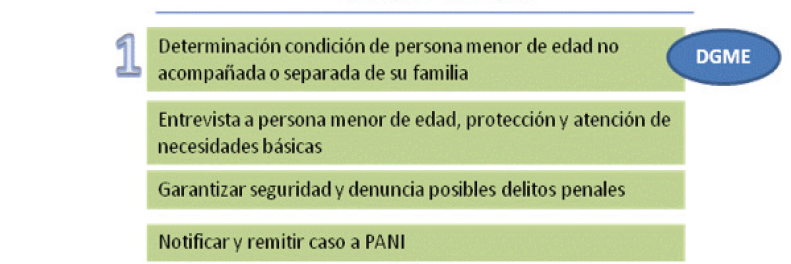 1
Determinación condición de persona menor de edad no
acompañada o separada de su familia
DGME
Entrevista a persona menor de edad, protección y atención de
necesidades básicas
Garantizar seguridad y denuncia posibles delitos penales
Notificar y remitir caso a PANI